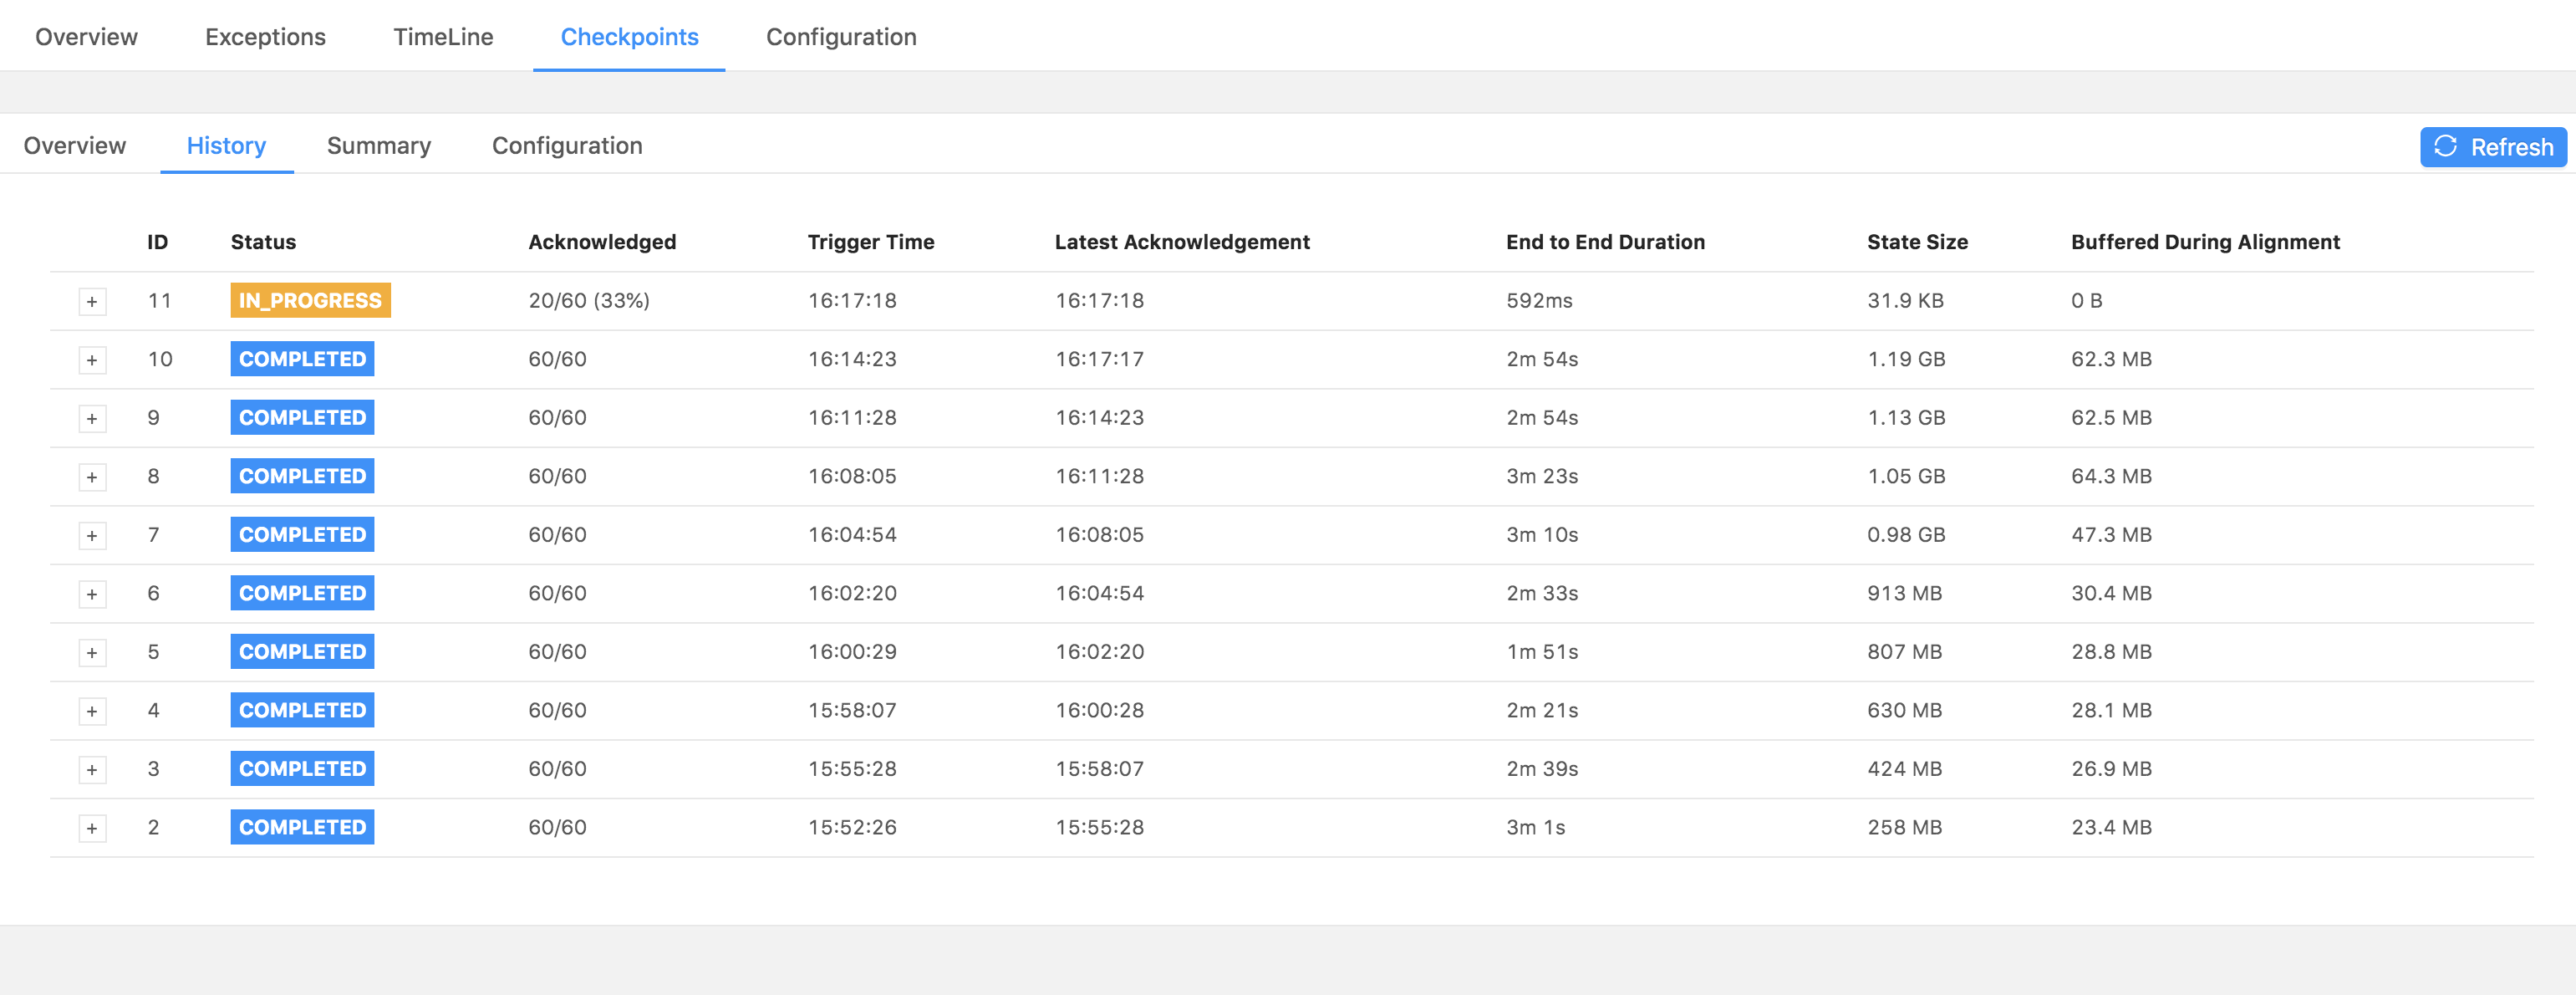 Overview Exceptions TimeLine Checkpoints Configuration
Overview History Summary Configuration Refresh
ID Status Acknowledged Trigger Time Latest Acknowledgement End to End Duration State Size Buffered During Alignment
+ 11 IN_PROGRESS 20/60 (33%) 16:17:18 16:17:18 592ms 31.9 KB 0 B
+ 10 COMPLETED 60/60 16:14:23 16:17:17 2m 54s 1.19 GB 62.3 MB
+ 9 COMPLETED 60/60 16:11:28 16:14:23 2m 54s 1.13 GB 62.5 MB
+ 8 COMPLETED 60/60 16:08:05 16:11:28 3m 23s 1.05 GB 64.3 MB
+ 7 COMPLETED 60/60 16:04:54 16:08:05 3m 10s 0.98 GB 47.3 MB
+ 6 COMPLETED 60/60 16:02:20 16:04:54 2m 33s 913 MB 30.4 MB
+ 5 COMPLETED 60/60 16:00:29 16:02:20 1m 51s 807 MB 28.8 MB
+ 4 COMPLETED 60/60 15:58:07 16:00:28 2m 21s 630 MB 28.1 MB
+ 3 COMPLETED 60/60 15:55:28 15:58:07 2m 39s 424 MB 26.9 MB
+ 2 COMPLETED 60/60 15:52:26 15:55:28 3m 1s 258 MB 23.4 MB